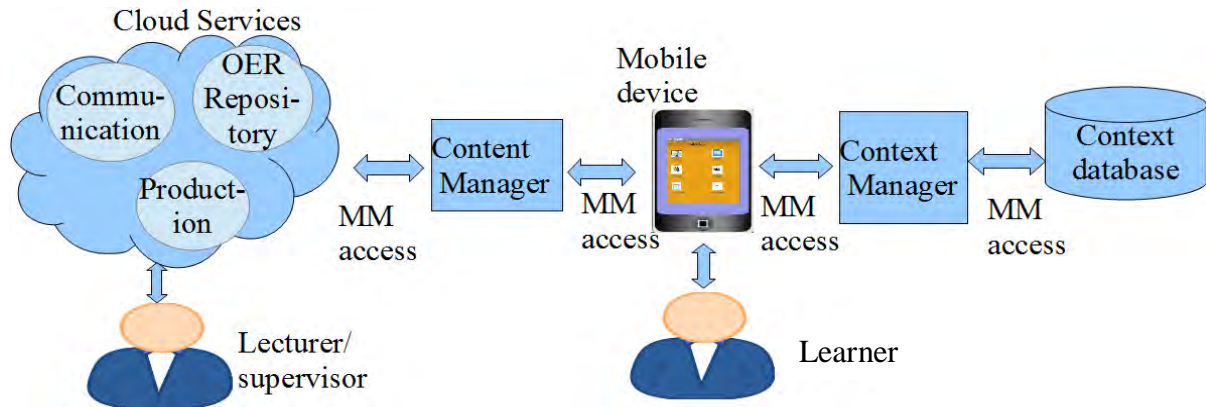 Cloud Services
Commu-
nication
OER
Reposi-
tory
Product-
ion
MM
access
Content
Manager
MM
access
Mobile
device
MM
access
Context
Manager
MM
access
Context
database
Lecturer/
supervisor
Learner